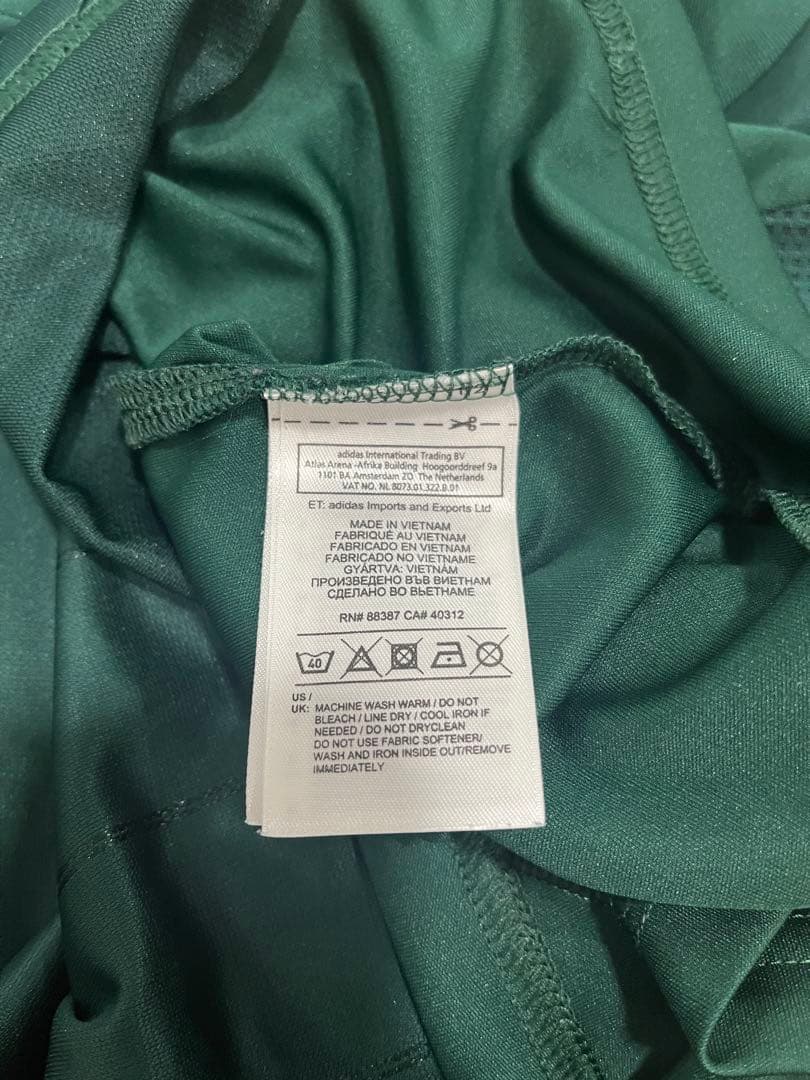 adidas International Trading BV
Atlas Arena -Afrika Building Hoogoorddreef 9a
1101 BA Amsterdam ZO The Netherlands
VAT NO. NL 8073.01.322.B.01
ET: adidas Imports and Exports Ltd
MADE IN VIETNAM
FABRIQUÉ AU VIETNAM
FABRICADO EN VIETNAM
FABRICADO NO VIETNAME
GYÁRTVA: VIETNÁM
ПРОИЗВЕДЕНО ВЪВ ВИЕТНАМ
СДЕЛАНО ВО ВЬЕТНАМЕ
RN# 88387 CA# 40312
40
US /
UK: MACHINE WASH WARM / DO NOT
BLEACH / LINE DRY / COOL IRON IF
NEEDED / DO NOT DRYCLEAN
DO NOT USE FABRIC SOFTENER/
WASH AND IRON INSIDE OUT/REMOVE
IMMEDIATELY